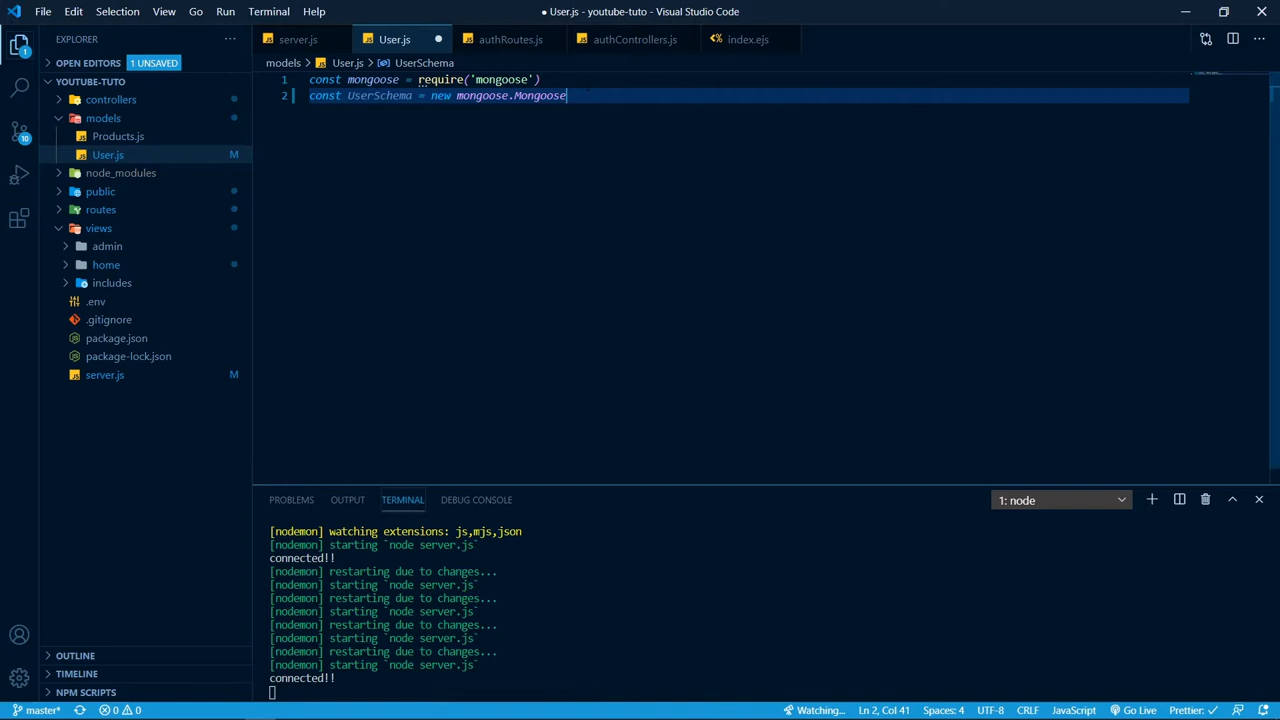 File Edit Selection View Go Run Terminal Help
● User.js - youtube-tuto - Visual Studio Code
EXPLORER
server.js User.js authRoutes.js authControllers.js index.ejs
OPEN EDITORS 1 UNSAVED
models > User.js > UserSchema
YOUTUBE-TUTO
controllers
models
Products.js
User.js M
node_modules
public
routes
views
admin
home
includes
.env
.gitignore
package.json
package-lock.json
server.js M
OUTLINE
TIMELINE
NPM SCRIPTS
1
10
1 const mongoose = require('mongoose')
2 const UserSchema = new mongoose.Mongoose
PROBLEMS OUTPUT TERMINAL DEBUG CONSOLE
1: node
[nodemon] watching extensions: js,mjs,json
[nodemon] starting `node server.js`
connected!!
[nodemon] restarting due to changes...
[nodemon] starting `node server.js`
[nodemon] restarting due to changes...
[nodemon] starting `node server.js`
[nodemon] restarting due to changes...
[nodemon] starting `node server.js`
[nodemon] restarting due to changes...
[nodemon] starting `node server.js`
connected!!
master* 0 0 Watching... Ln 2, Col 41 Spaces: 4 UTF-8 CRLF JavaScript Go Live Prettier: ✓